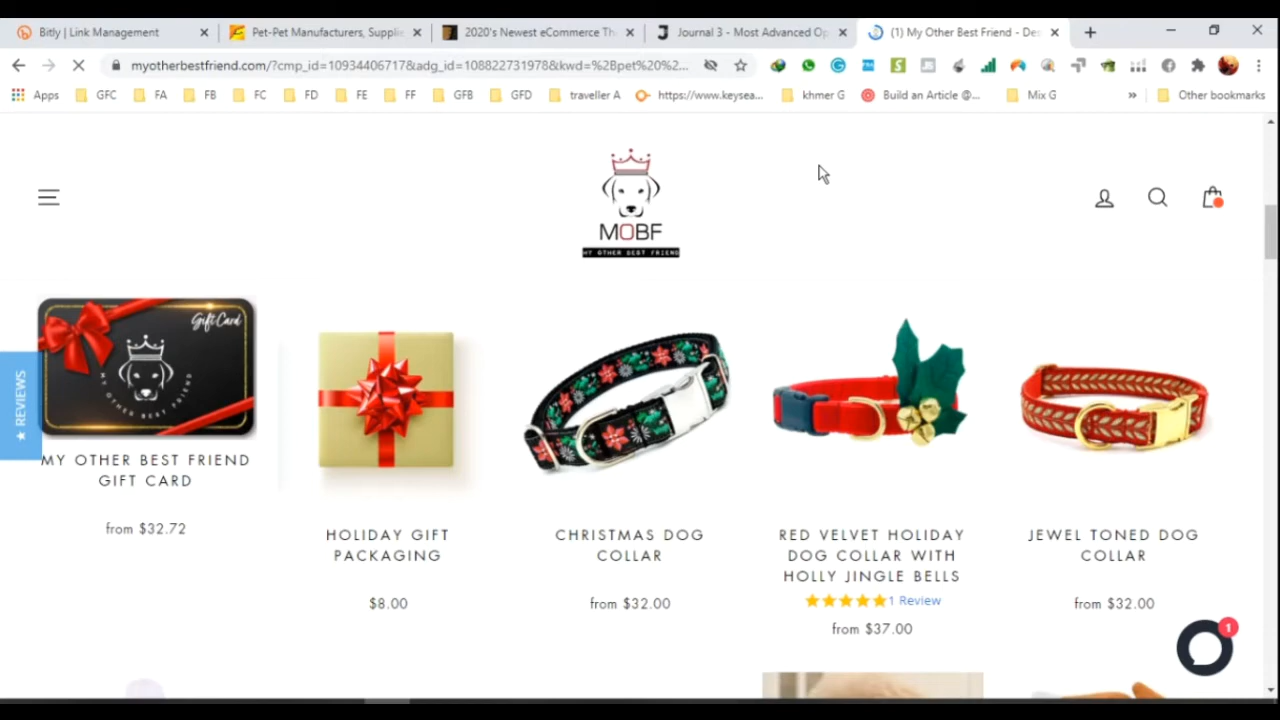 Bitly | Link Management
Pet-Pet Manufacturers, Supplie
2020's Newest eCommerce Th
Journal 3 - Most Advanced Op
(1) My Other Best Friend - De
myotherbestfriend.com/?cmp_id=10934406717&adg_id=108822731978&kwd=%2Bpet%20%2...
Apps
GFC
FA
FB
FC
FD
FE
FF
GFB
GFD
traveller A
https://www.keysea...
khmer G
Build an Article @...
Mix G
»
Other bookmarks
MOBF
MY OTHER BEST FRIEND
★ REVIEWS
Gift Card
MY OTHER BEST FRIEND
MY OTHER BEST FRIEND
GIFT CARD
from $32.72
HOLIDAY GIFT
PACKAGING
$8.00
CHRISTMAS DOG
COLLAR
from $32.00
RED VELVET HOLIDAY
DOG COLLAR WITH
HOLLY JINGLE BELLS
1 Review
from $37.00
JEWEL TONED DOG
COLLAR
from $32.00
1